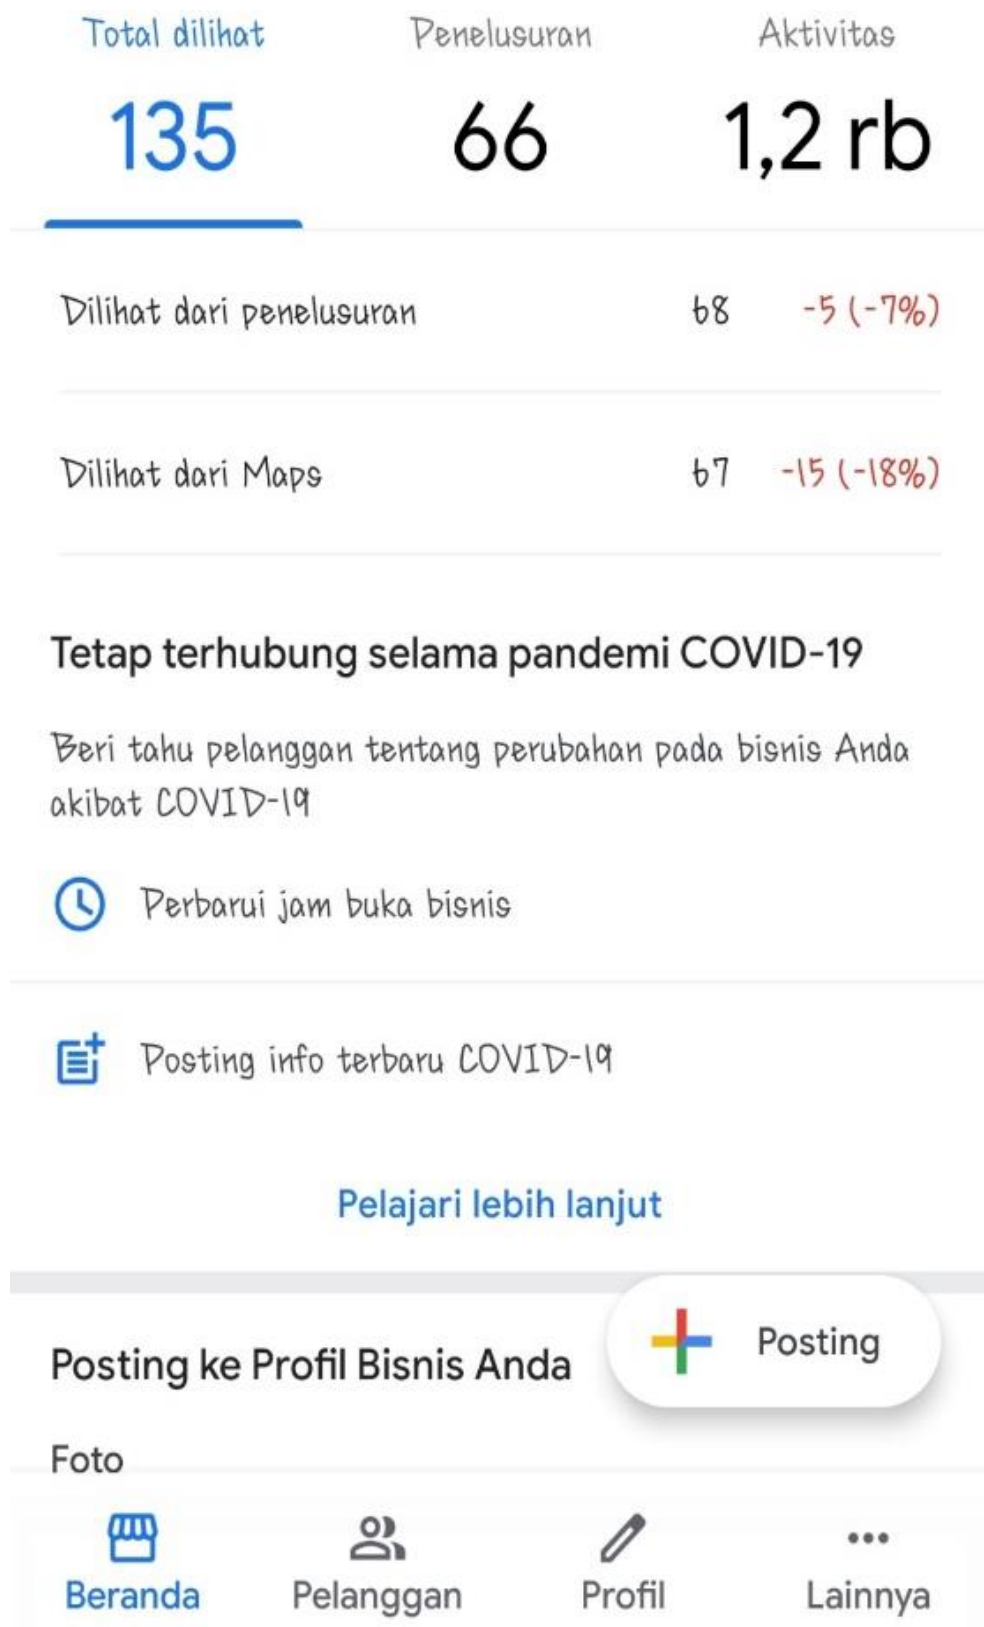 Total dilihat Penelusuran Aktivitas
135 66 1,2 rb
Dilihat dari penelusuran 68 -5 (-7%)
Dilihat dari Maps 67 -15 (-18%)
Tetap terhubung selama pandemi COVID-19
Beri tahu pelanggan tentang perubahan pada bisnis Anda
akibat COVID-19
Perbarui jam buka bisnis
Posting info terbaru COVID-19
Pelajari lebih lanjut
Posting
Posting ke Profil Bisnis Anda
Foto
Beranda Pelanggan Profil Lainnya